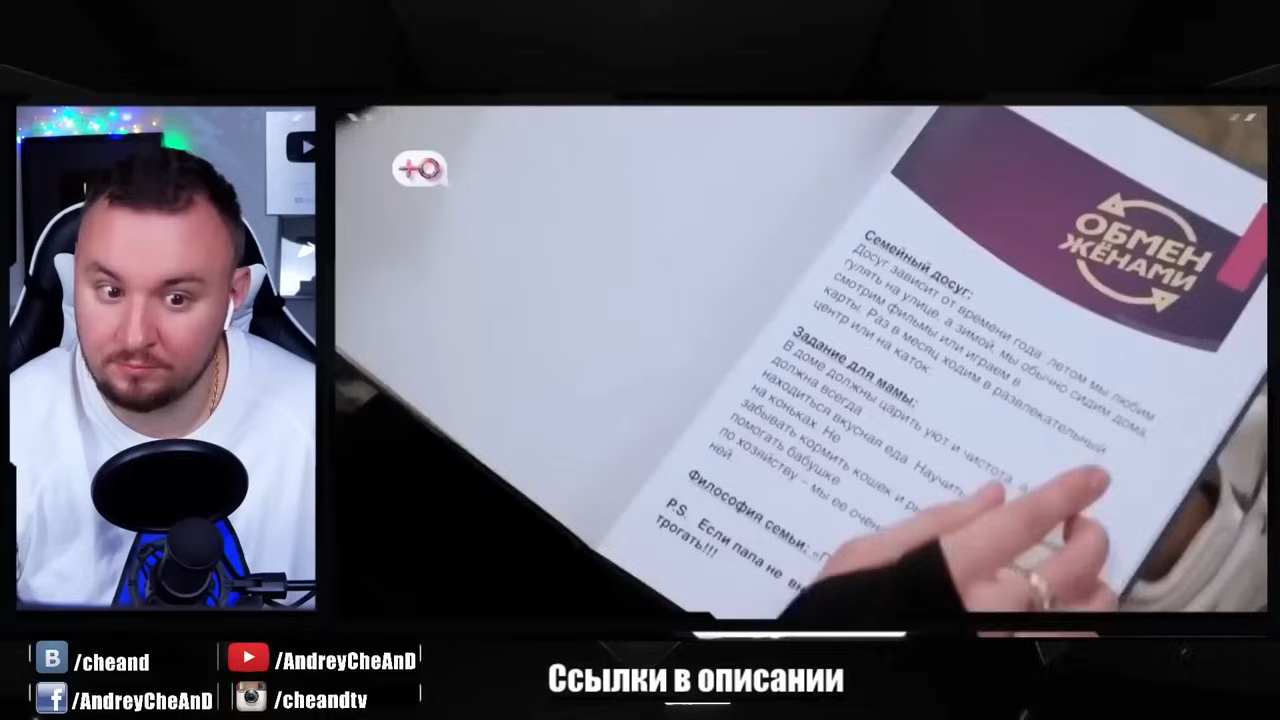 Ю
ОБМЕН
ЖЁНАМИ
Семейный досуг:
Досуг зависит от времени года: летом мы любим
гулять на улице, а зимой, мы обычно сидим дома,
смотрим фильмы или играем в
карты. Раз в месяц ходим в развлекательный
центр или на каток.
Задание для мамы:
В доме должны царить уют и чистота, а
должна всегда
находиться вкусная еда. Научить
на коньках. Не
забывать кормить кошек и
помогать бабушке
по хозяйству – мы ее очень
ней.
Философия семьи:
P.S. Если папа не
трогать!!!
/cheand
/AndreyCheAnD
/AndreyCheAnD
/cheandtv
Ссылки в описании